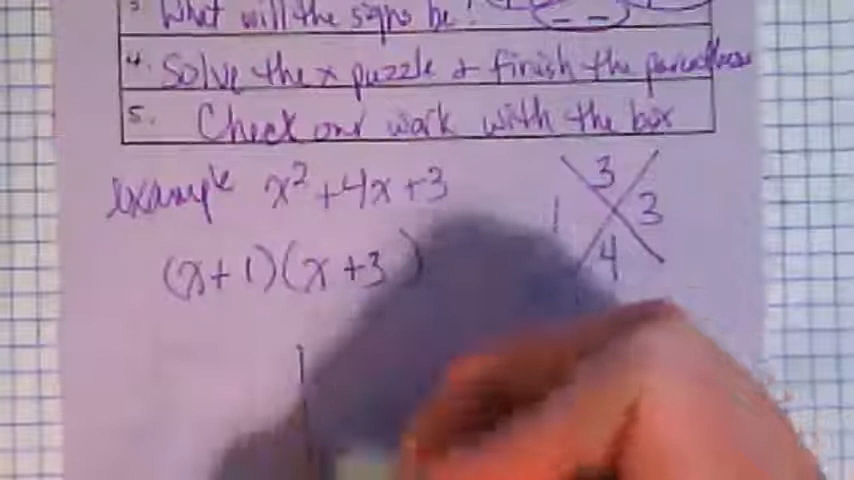 3 What will the signs be?
4. Solve the x puzzle + finish the parentheses
5. Check our work with the box
example x² + 4x + 3
3
1 3
4
(x + 1)(x + 3)